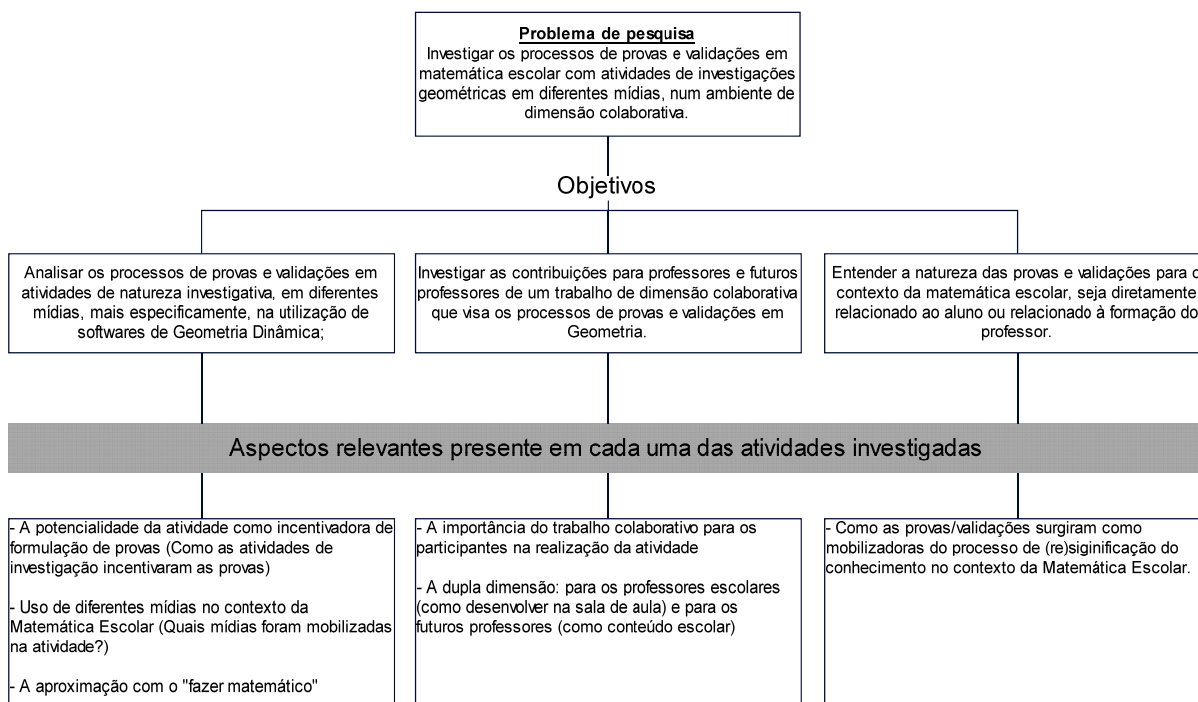 Problema de pesquisa
Investigar os processos de provas e validações em
matemática escolar com atividades de investigações
geométricas em diferentes mídias, num ambiente de
dimensão colaborativa.
Objetivos
Analisar os processos de provas e validações em
atividades de natureza investigativa, em diferentes
mídias, mais especificamente, na utilização de
softwares de Geometria Dinâmica;
Investigar as contribuições para professores e futuros
professores de um trabalho de dimensão colaborativa
que visa os processos de provas e validações em
Geometria.
Entender a natureza das provas e validações para o
contexto da matemática escolar, seja diretamente
relacionado ao aluno ou relacionado à formação do
professor.
Aspectos relevantes presente em cada uma das atividades investigadas
- A potencialidade da atividade como incentivadora de
formulação de provas (Como as atividades de
investigação incentivaram as provas)
- Uso de diferentes mídias no contexto da
Matemática Escolar (Quais mídias foram mobilizadas
na atividade?)
- A aproximação com o "fazer matemático"
- A importância do trabalho colaborativo para os
participantes na realização da atividade
- A dupla dimensão: para os professores escolares
(como desenvolver na sala de aula) e para os
futuros professores (como conteúdo escolar)
- Como as provas/validações surgiram como
mobilizadoras do processo de (re)siginificação do
conhecimento no contexto da Matemática Escolar.